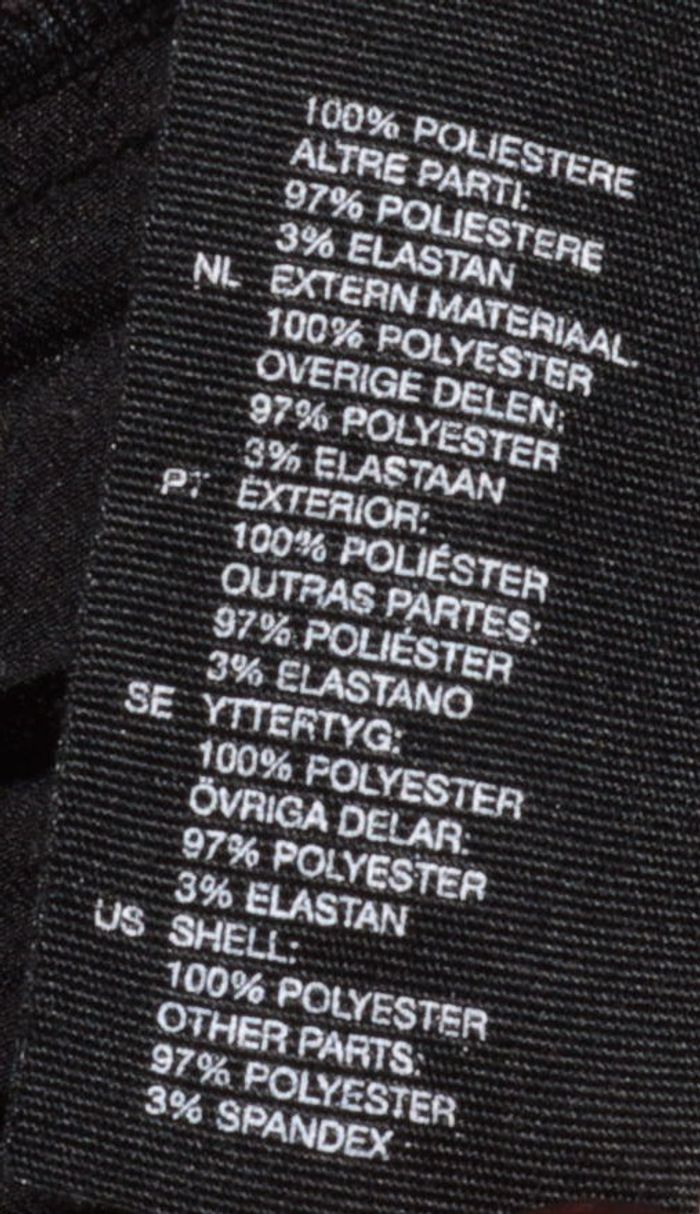 100% POLIESTERE
ALTRE PARTI:
97% POLIESTERE
3% ELASTAN
NL EXTERN MATERIAAL:
100% POLYESTER
OVERIGE DELEN:
97% POLYESTER
3% ELASTAAN
PT EXTERIOR:
100% POLIÉSTER
OUTRAS PARTES:
97% POLIÉSTER
3% ELASTANO
SE YTTERTYG:
100% POLYESTER
ÖVRIGA DELAR:
97% POLYESTER
3% ELASTAN
US SHELL:
100% POLYESTER
OTHER PARTS:
97% POLYESTER
3% SPANDEX